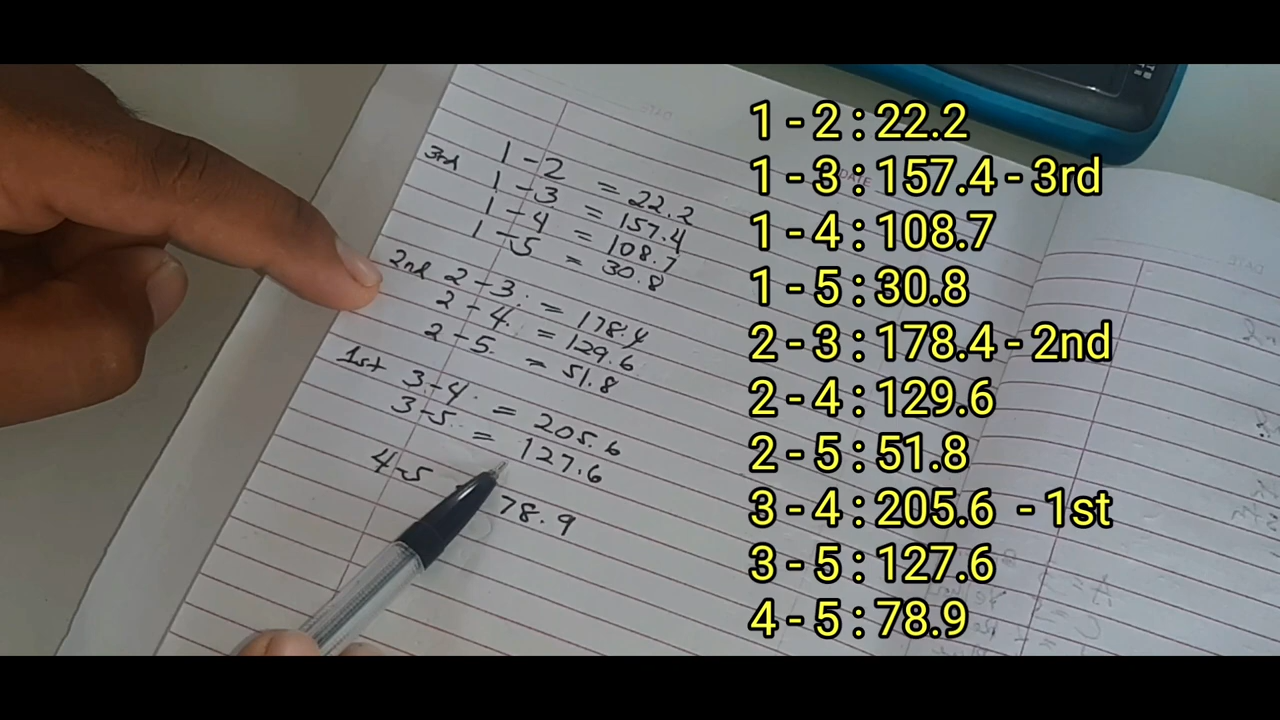 1 - 2 = 22.2
3rd 1 - 3 = 157.4
1 - 4 = 108.7
1 - 5 = 30.8
2nd 2 - 3 = 178.4
2 - 4. = 129.6
2 - 5. = 51.8
1st 3 - 4. = 205.6
3 - 5. = 127.6
4 - 5 78.9
DATE
1 - 2 : 22.2
1 - 3 : 157.4 - 3rd
1 - 4 : 108.7
1 - 5 : 30.8
2 - 3 : 178.4 - 2nd
2 - 4 : 129.6
2 - 5 : 51.8
3 - 4 : 205.6 - 1st
3 - 5 : 127.6
4 - 5 : 78.9